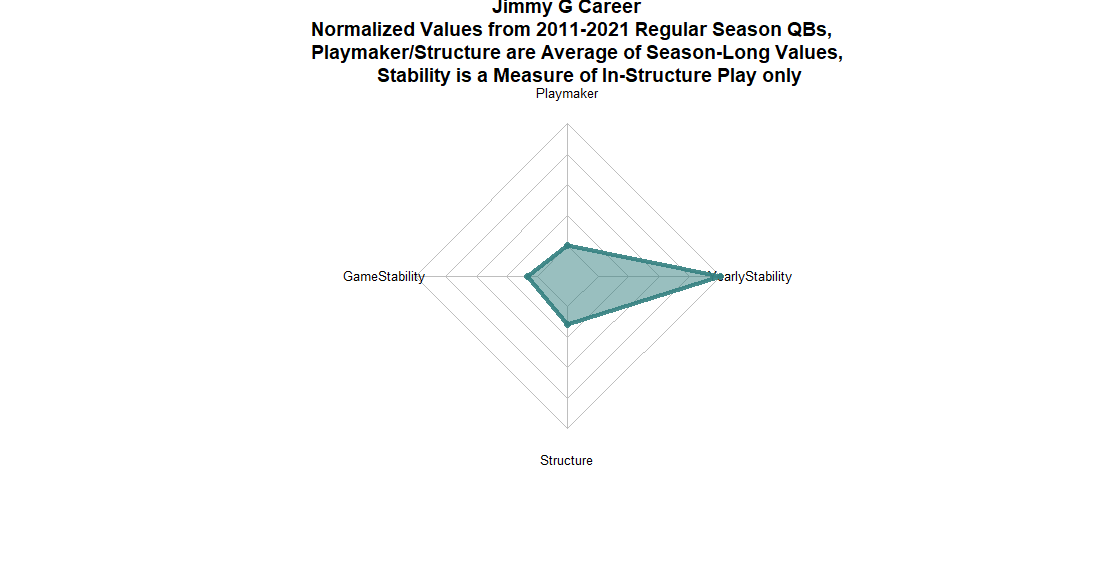 Jimmy G Career
Normalized Values from 2011-2021 Regular Season QBs,
Playmaker/Structure are Average of Season-Long Values,
Stability is a Measure of In-Structure Play only
Playmaker
GameStability
YearlyStability
Structure